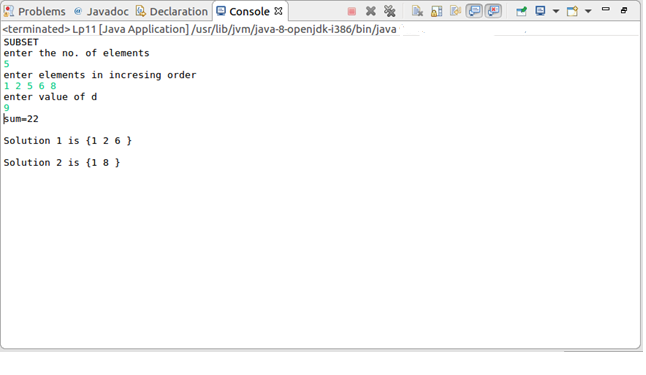 Problems @ Javadoc Declaration Console
<terminated> Lp11 [Java Application] /usr/lib/jvm/java-8-openjdk-i386/bin/java
SUBSET
enter the no. of elements
5
enter elements in incresing order
1 2 5 6 8
enter value of d
9
sum=22
Solution 1 is {1 2 6 }
Solution 2 is {1 8 }